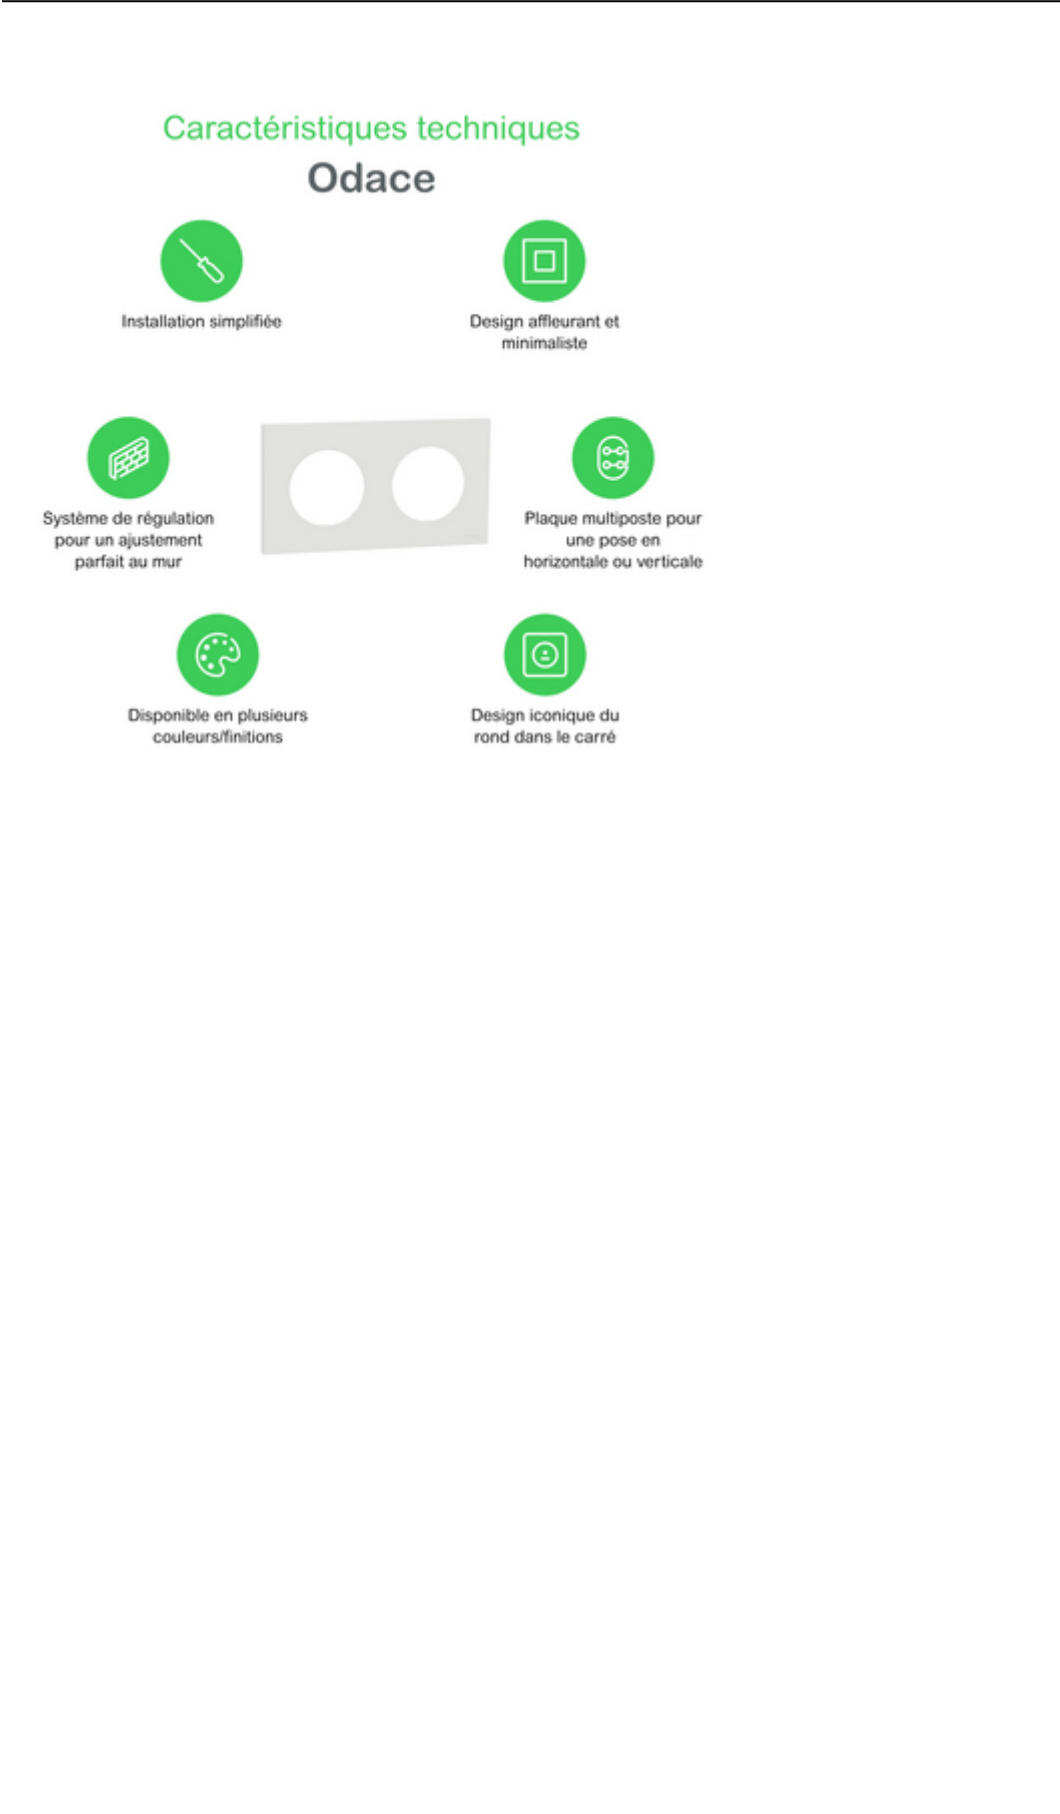 Caractéristiques techniques
Odace
Installation simplifiée
Design affleurant et
minimaliste
Système de régulation
pour un ajustement
parfait au mur
Plaque multiposte pour
une pose en
horizontale ou verticale
Disponible en plusieurs
couleurs/finitions
Design iconique du
rond dans le carré